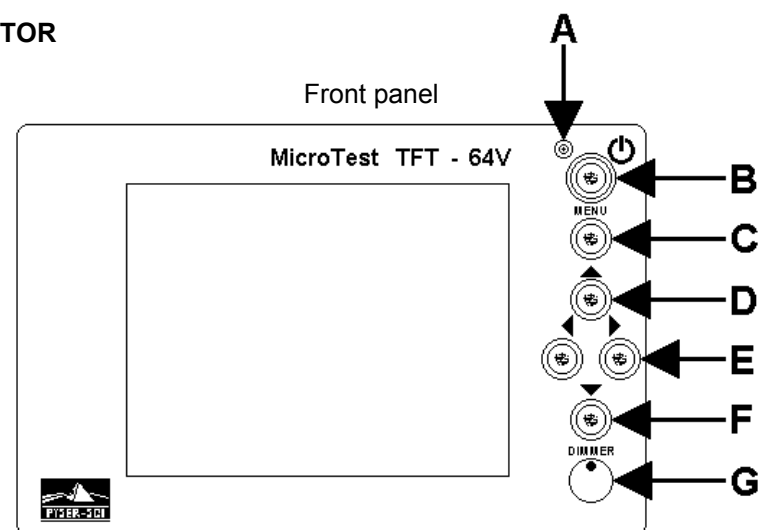 TOR
A
Front panel
MicroTest TFT - 64V
B
MENU
C
D
E
F
DIMMER
G
PYSER-SGI